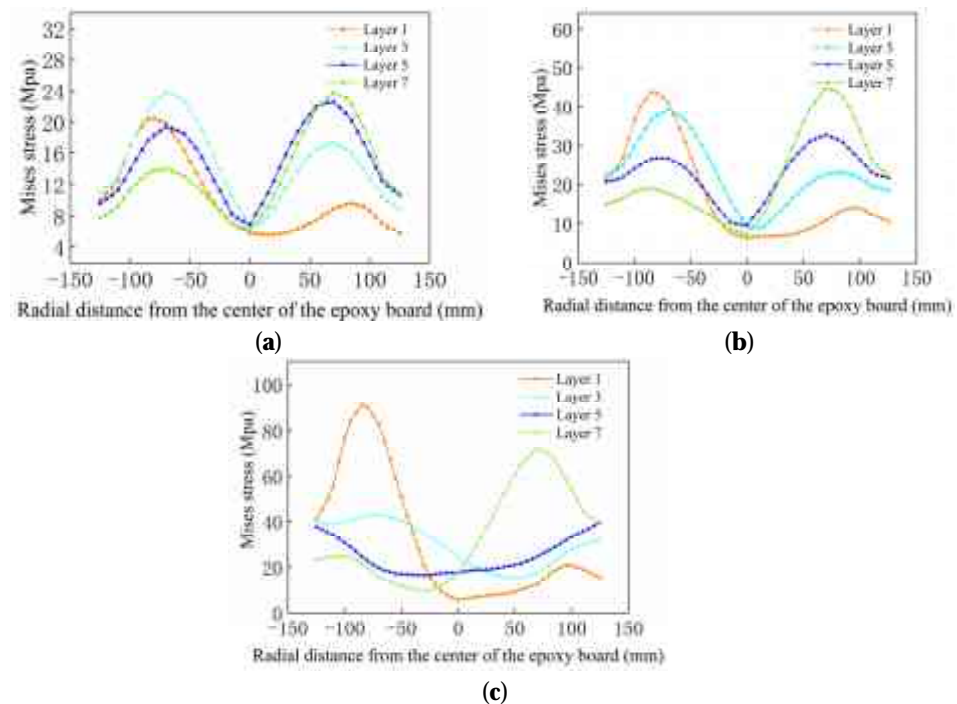 Mises stress (Mpa)
32
28
24
20
16
12
8
4
−150 −100 −50 0 50 100 150
Layer 1
Layer 3
Layer 5
Layer 7
Radial distance from the center of the epoxy board (mm)
(a)
Mises stress (Mpa)
60
50
40
30
20
10
0
−150 −100 −50 0 50 100 150
Layer 1
Layer 3
Layer 5
Layer 7
Radial distance from the center of the epoxy board (mm)
(b)
Mises stress (Mpa)
100
80
60
40
20
0
−150 −100 −50 0 50 100 150
Layer 1
Layer 3
Layer 5
Layer 7
Radial distance from the center of the epoxy board (mm)
(c)